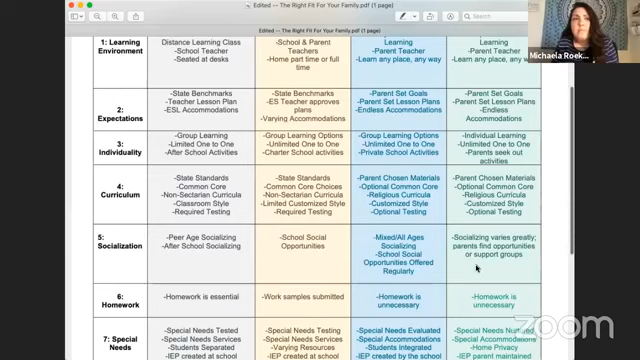 Edited -- The Right Fit For Your Family.pdf (1 page)
Search
Edited -- The Right Fit For Your Family.pdf (1 page)
Michaela Roek...
1: Learning Environment
Distance Learning Class
-School Teacher
-Seated at desks
-School & Parent
Teachers
-Home part time or full
time
Learning
-Parent Teacher
-Learn any place, any way
Learning
-Parent Teacher
-Learn any place, any way
2:
Expectations
-State Benchmarks
-Teacher Lesson Plan
-ESL Accommodations
-State Benchmarks
-ES Teacher approves
plans
-Varying Accommodations
-Parent Set Goals
-Parent Set Lesson Plans
-Endless Accommodations
-Parent Set Goals
-Parent Set Lesson Plans
-Endless
Accommodations
3:
Individuality
-Group Learning
-Limited One to One
-After School Activities
-Group Learning Options
-Unlimited One to One
-Charter School activities
-Group Learning Options
-Unlimited One to One
-Private School Activities
-Individual Learning
-Unlimited One to One
-Parents seek out
activities
4:
Curriculum
-State Standards
-Common Core
-Non-Sectarian Curricula
-Classroom Style
-Required Testing
-State Standards
-Common Core Choices
-Non-Sectarian Curricula
-Limited Customized Style
-Required Testing
-Parent Chosen Materials
-Optional Common Core
-Religious Curricula
-Customized Style
-Optional Testing
-Parent Chosen Materials
-Optional Common Core
-Religious Curricula
-Customized Style
-Optional Testing
5:
Socialization
-Peer Age Socializing
-After School Socializing
-School Social
Opportunities
-Mixed/All Ages
Socializing
-School Social
Opportunities Offered
Regularly
-Socializing varies greatly;
parents find opportunities
or support groups
6:
Homework
-Homework is essential
-Work samples submitted
-Homework is
unnecessary
-Homework is
unnecessary
7: Special
Needs
-Special Needs Tested
-Special Needs Services
-Students Separated
-IEP created at school
-Special Needs Testing
-Special Needs Services
-Varying Resources
-IEP created at school
-Special Needs Evaluated
-Special Accommodations
-Students Integrated
-IEP created by the school
-Special Needs Nurtured
-Special Accommodations
-Home Privacy
-IEP parent maintained
zoom